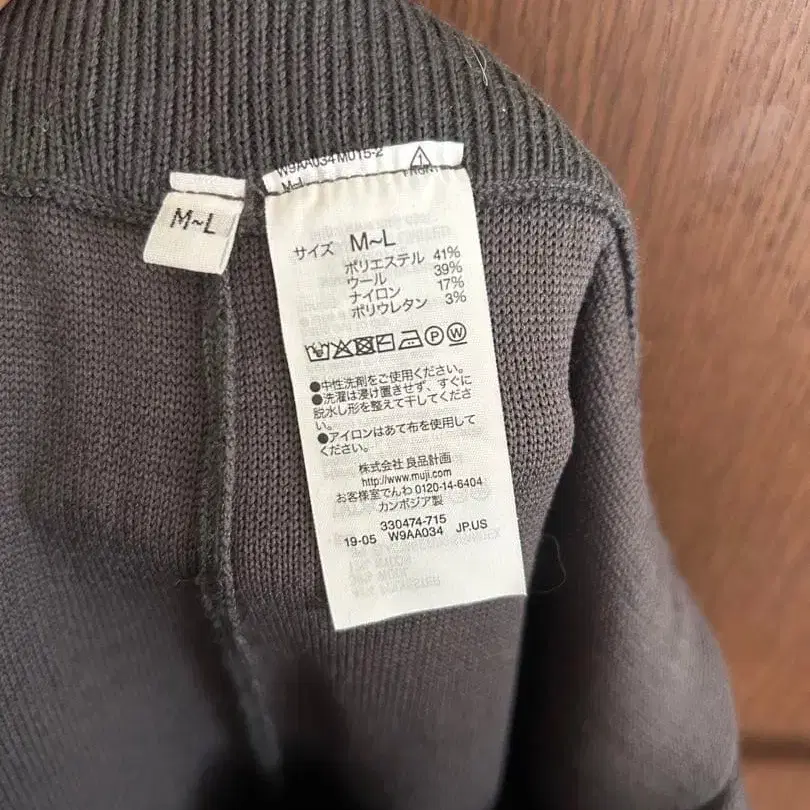 W9AA034M015-2
M~L
M~L
サイズ M~L
ポリエステル 41%
ウール 39%
ナイロン 17%
ポリウレタン 3%
P W
●中性洗剤をご使用ください。
●洗濯は浸け置きせず、すぐに
脱水し形を整えて干してくださ
い。
●アイロンはあて布を使用して
ください。
株式会社 良品計画
http://www.muji.com
お客様室でんわ 0120-14-6404
カンボジア製
330474-715
19-05 W9AA034 JP.US